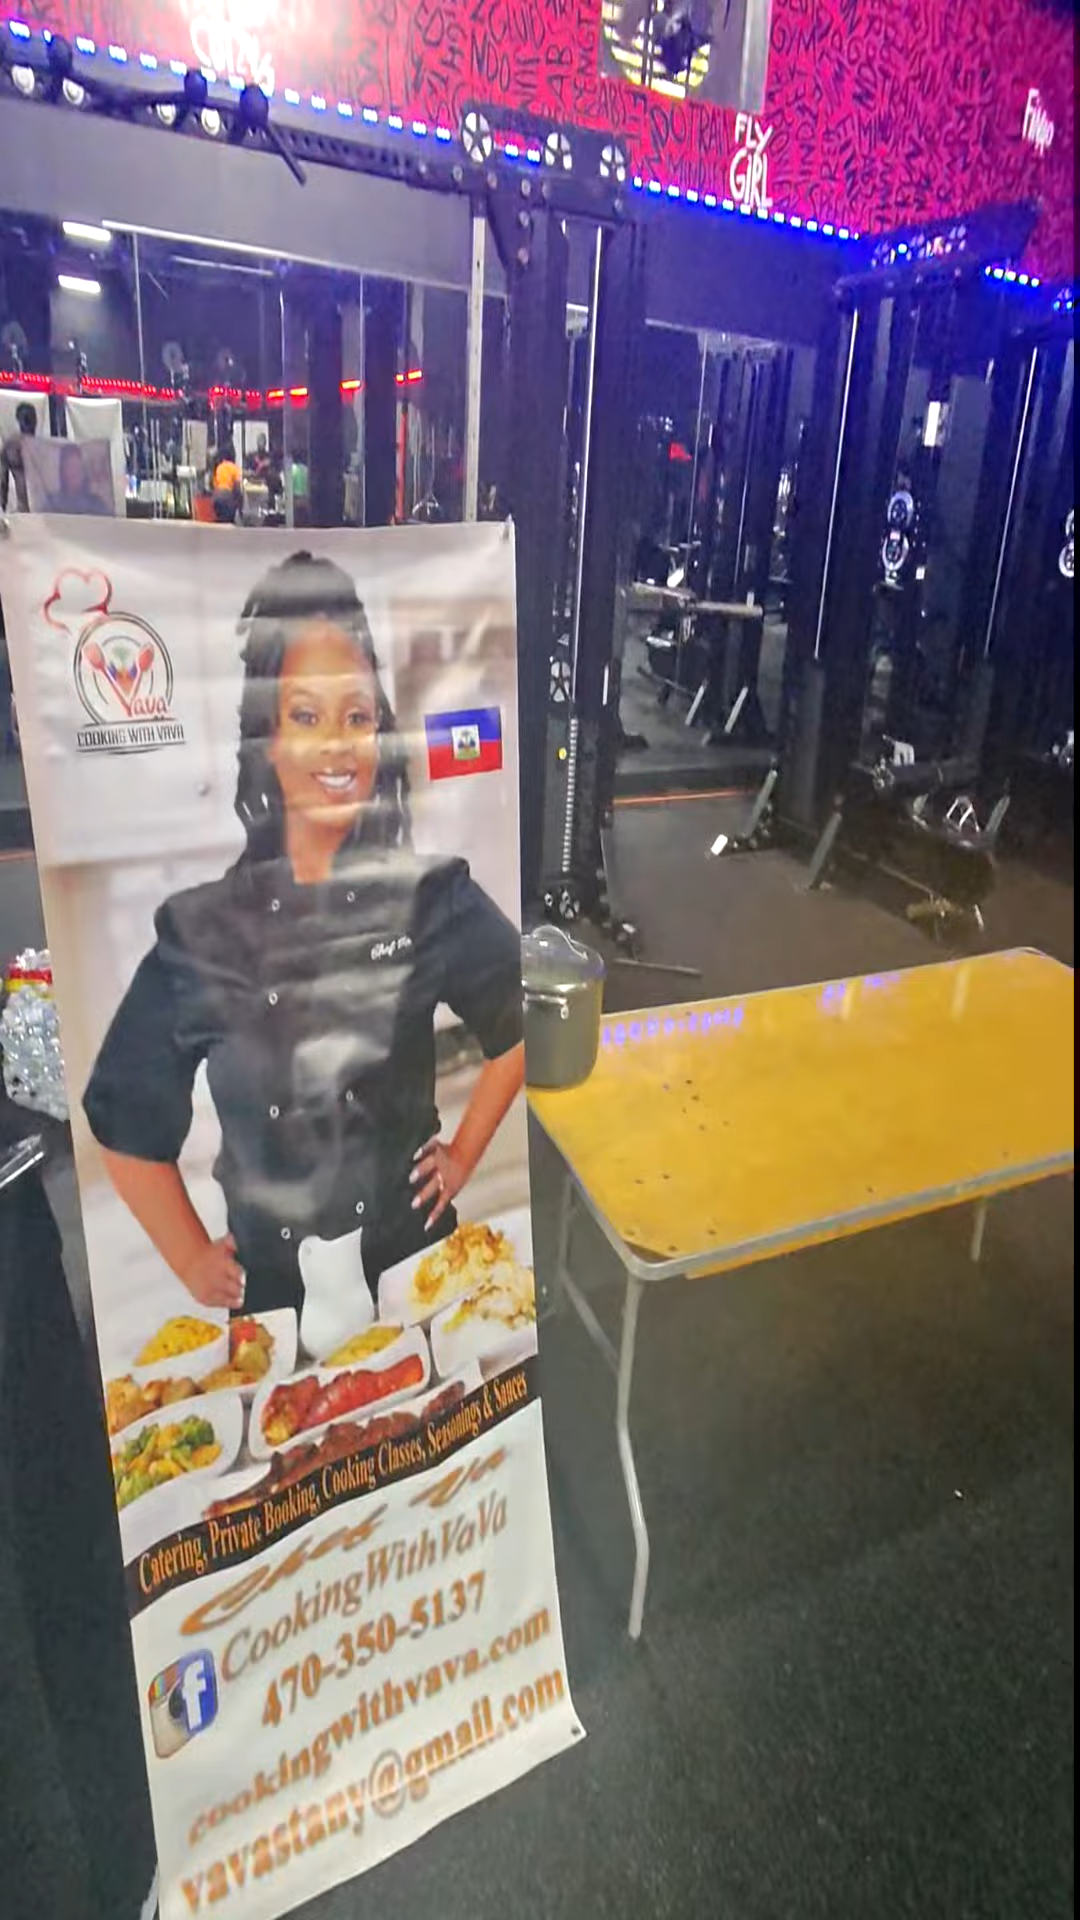 FLY
GIRL
Vava
COOKING WITH VAVA
Catering, Private Booking, Cooking Classes, Seasonings & Sauces
Chef Va
CookingWithVaVa
470-350-5137
cookingwithvava.com
vavastany@gmail.com